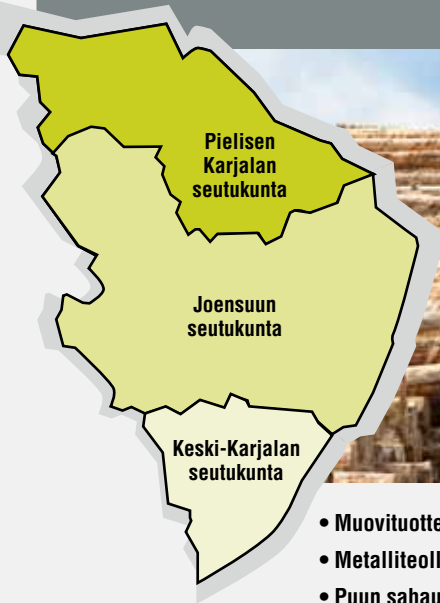 Pielisen
Karjalan
seutukunta
Joensuun
seutukunta
Keski-Karjalan
seutukunta
• Muovituotte
• Metalliteoll
• Puun sahau